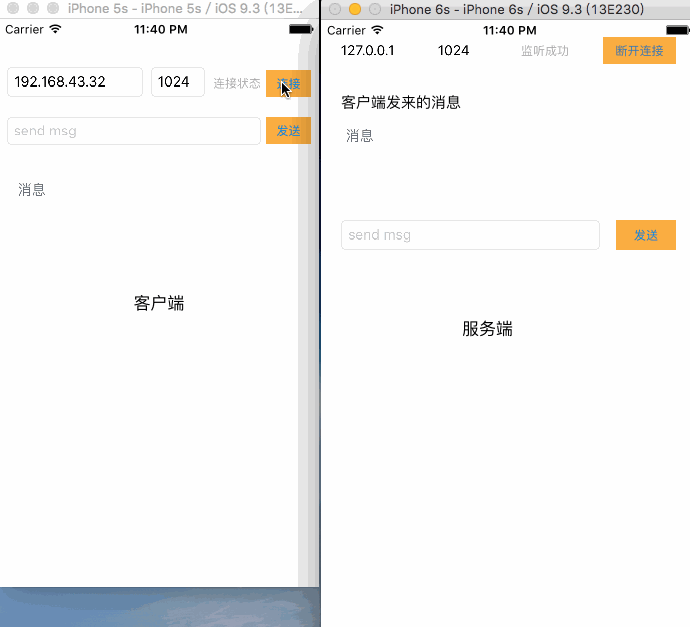 iPhone 5s - iPhone 5s / iOS 9.3 (13E...
Carrier 11:40 PM
192.168.43.32 1024 连接状态 连接
send msg 发送
消息
客户端
iPhone 6s - iPhone 6s / iOS 9.3 (13E230)
Carrier 11:40 PM
127.0.0.1 1024 监听成功 断开连接
客户端发来的消息
消息
send msg 发送
服务端